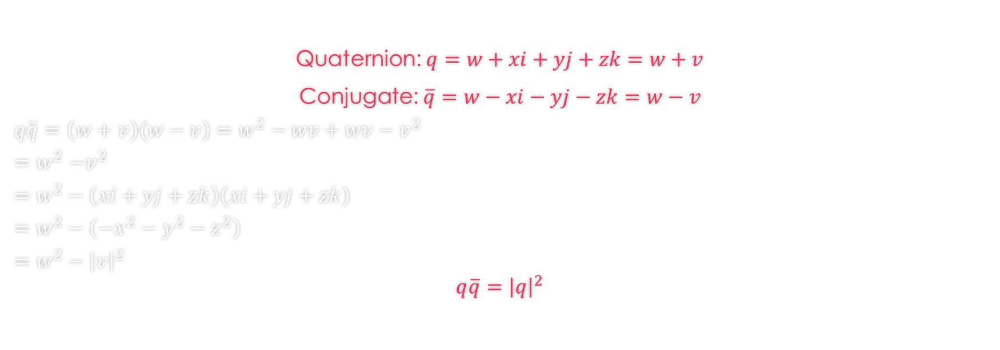 Quaternion: q = w + xi + yj + zk = w + v
Conjugate: q̅ = w − xi − yj − zk = w − v
qq̅ = (w + v)(w − v) = w² − wv + wv − v²
= w² −v²
= w² − (xi + yj + zk)(xi + yj + zk)
= w² − (−x² − y² − z²)
= w² − |v|²
qq̅ = |q|²